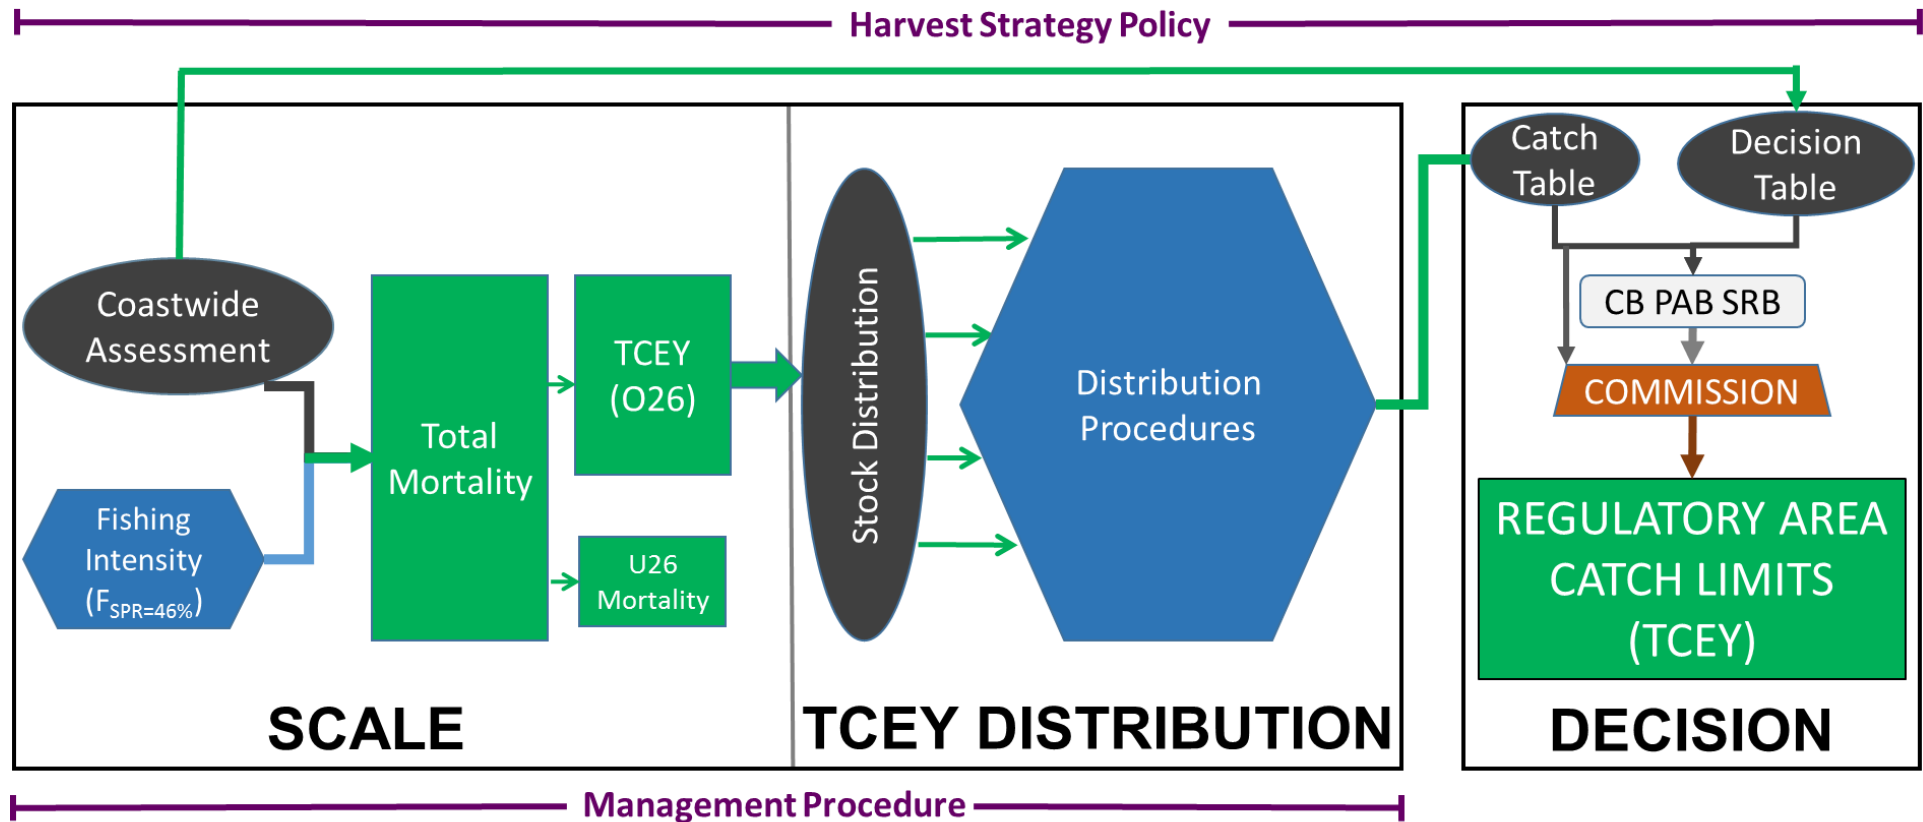 Harvest Strategy Policy
Coastwide
Assessment
Fishing
Intensity
(FSPR=46%)
Total
Mortality
TCEY
(O26)
U26
Mortality
SCALE
Stock Distribution
Distribution
Procedures
TCEY DISTRIBUTION
Catch
Table
Decision
Table
CB PAB SRB
COMMISSION
REGULATORY AREA
CATCH LIMITS
(TCEY)
DECISION
Management Procedure